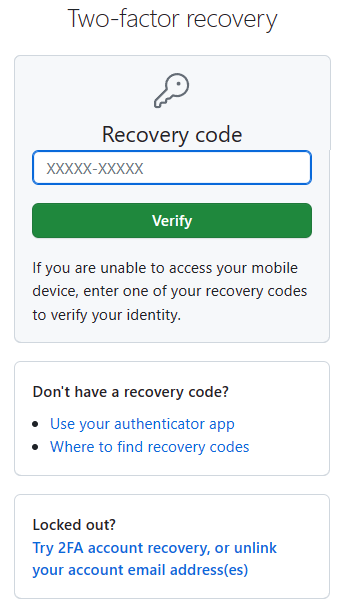 Two-factor recovery
Recovery code
XXXXX-XXXXX
Verify
If you are unable to access your mobile
device, enter one of your recovery codes
to verify your identity.
Don't have a recovery code?
Use your authenticator app
Where to find recovery codes
Locked out?
Try 2FA account recovery, or unlink
your account email address(es)